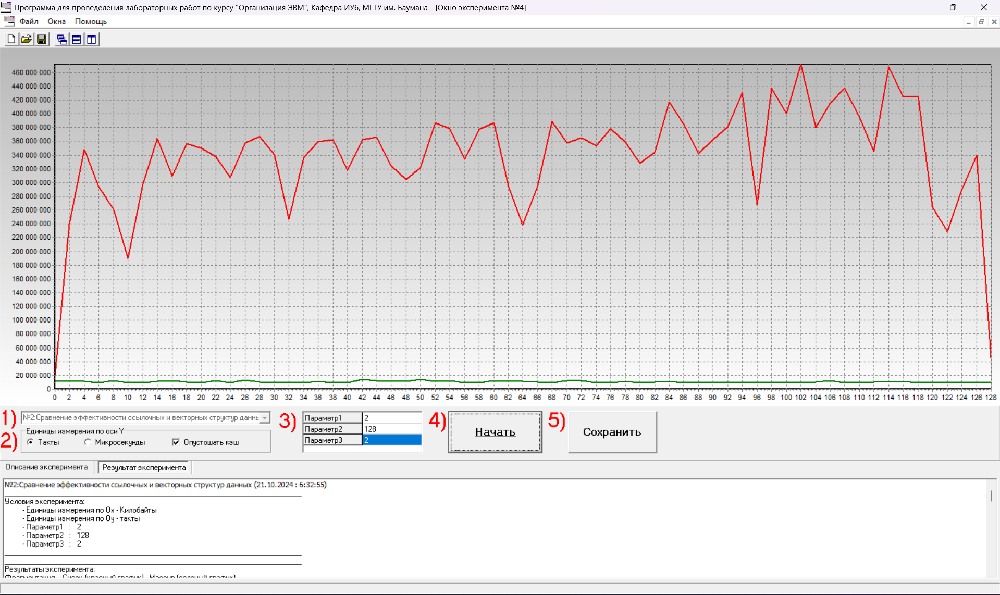 Программа для проведеления лабораторных работ по курсу "Организация ЭВМ", Кафедра ИУ6, МГТУ им. Баумана - [Окно эксперимента №4]
Файл Окна Помощь
460 000 000
440 000 000
420 000 000
400 000 000
380 000 000
360 000 000
340 000 000
320 000 000
300 000 000
280 000 000
260 000 000
240 000 000
220 000 000
200 000 000
180 000 000
160 000 000
140 000 000
120 000 000
100 000 000
80 000 000
60 000 000
40 000 000
20 000 000
0
0 2 4 6 8 10 12 14 16 18 20 22 24 26 28 30 32 34 36 38 40 42 44 46 48 50 52 54 56 58 60 62 64 66 68 70 72 74 76 78 80 82 84 86 88 90 92 94 96 98 100 102 104 106 108 110 112 114 116 118 120 122 124 126 128
1) №2:Сравнение эффективности ссылочных и векторных структур данны
2) Единицы измерения по оси Y
Такты Микросекунды Опустошать кэш
3) Параметр1 2
Параметр2 128
Параметр3 2
4) Начать
5) Сохранить
Описание эксперимента Результат эксперимента
№2:Сравнение эффективности ссылочных и векторных структур данных (21.10.2024 : 6:32:55)
Условия эксперимента:
- Единицы измерения по Ox - Килобайты
- Единицы измерения по Oy - такты
- Параметр1 : 2
- Параметр2 : 128
- Параметр3 : 2
Результаты эксперимента:
Фрагментация Список (красный график) Массив (зеленый график)